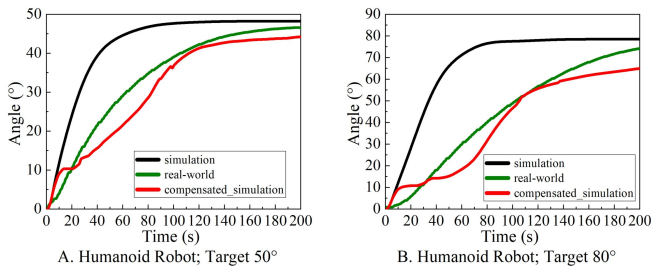 50
40
30
20
10
0
Angle (°)
simulation
real-world
compensated_simulation
0 20 40 60 80 100 120 140 160 180 200
Time (s)
A. Humanoid Robot; Target 50°
90
80
70
60
50
40
30
20
10
0
Angle (°)
simulation
real-world
compensated_simulation
0 20 40 60 80 100 120 140 160 180 200
Time (s)
B. Humanoid Robot; Target 80°